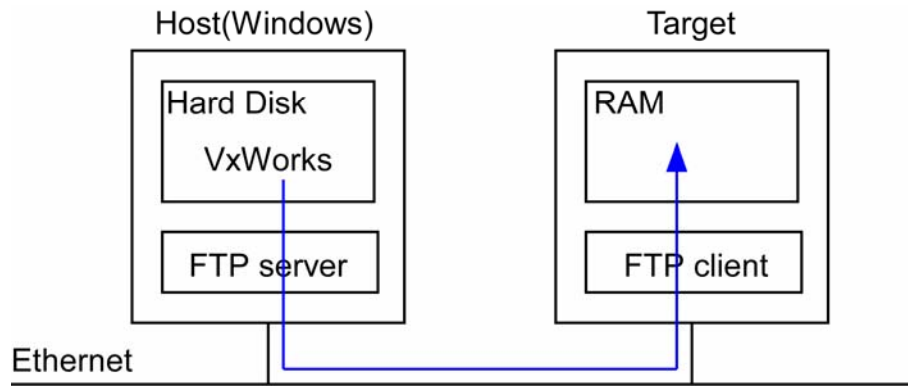 Host(Windows)
Target
Hard Disk
RAM
VxWorks
FTP server
FTP client
Ethernet